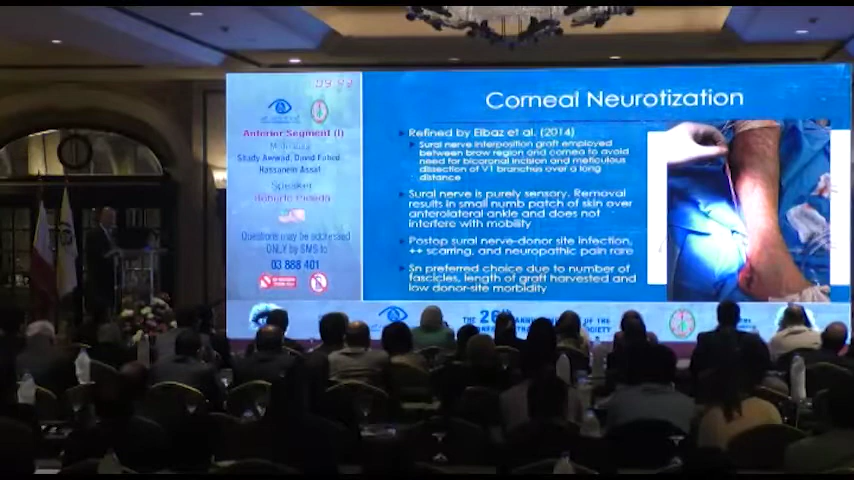 Anterior Segment (I)
Shady Awwad, David Fahed
Hassanein Assaf
Speaker
Roberto Pineda
Questions may be addressed
ONLY by SMS to
03 888 401
Corneal Neurotization
Refined by Elbaz et al. (2014)
Sural nerve interposition graft employed
between brow region and cornea to avoid
need for bicoronal incision and meticulous
dissection of V1 branches over a long
distance
Sural nerve is purely sensory. Removal
results in small numb patch of skin over
anterolateral ankle and does not
interfere with mobility
Postop sural nerve-donor site infection,
++ scarring, and neuropathic pain rare
Sn preferred choice due to number of
fascicles, length of graft harvested and
low donor-site morbidity
THE 26th
OF THE